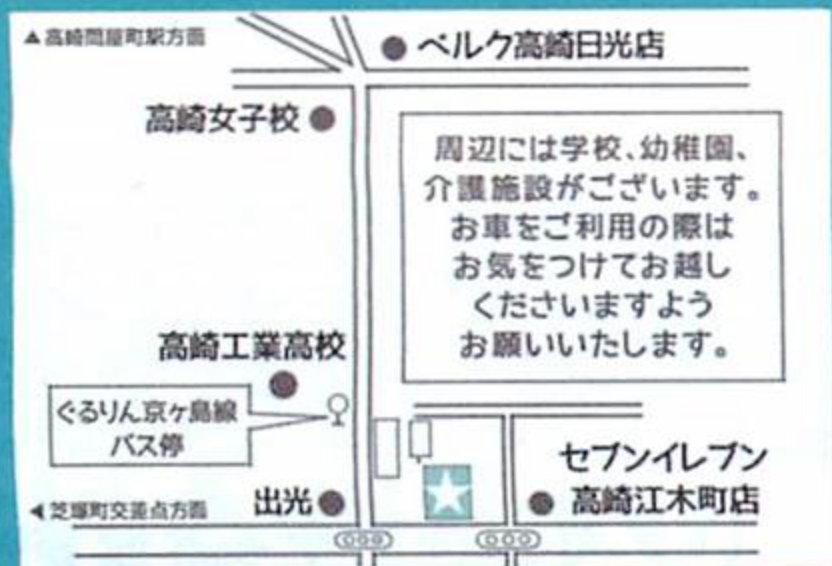 ▲高崎問屋町駅方面
ベルク高崎日光店
高崎女子校
周辺には学校、幼稚園、
介護施設がございます。
お車をご利用の際は
お気をつけてお越し
くださいますよう
お願いいたします。
高崎工業高校
ぐるりん京ヶ島線
バス停
セブンイレブン
高崎江木町店
出光
◀芝塚町交差点方面